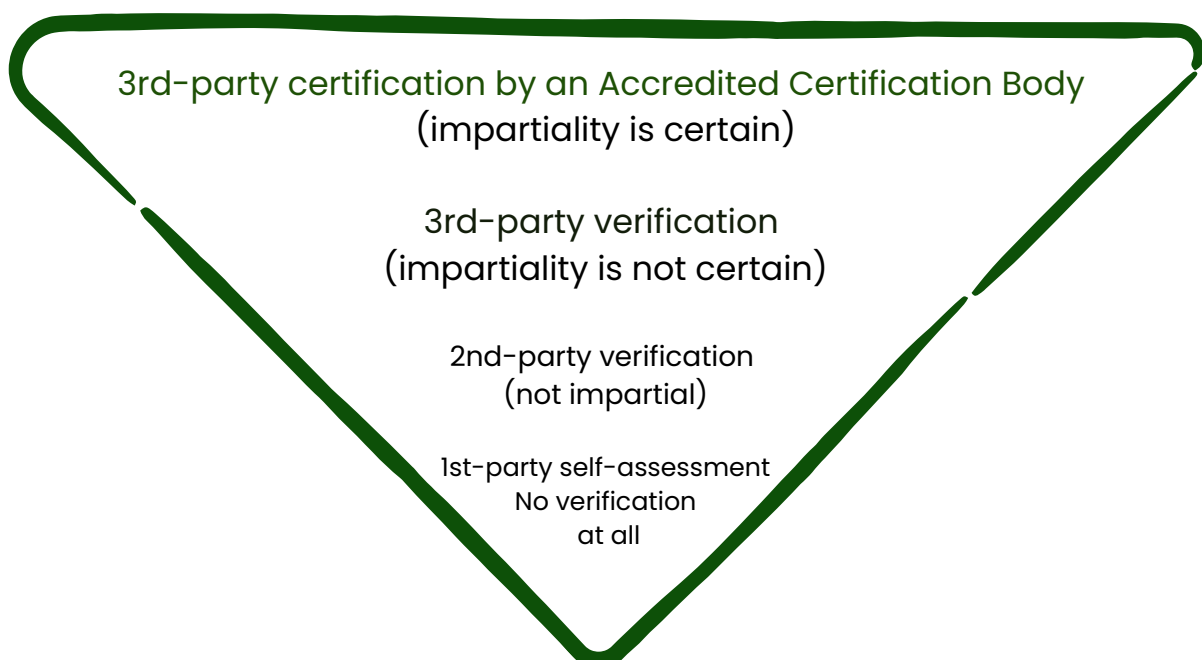 3rd-party certification by an Accredited Certification Body
(impartiality is certain)
3rd-party verification
(impartiality is not certain)
2nd-party verification
(not impartial)
1st-party self-assessment
No verification
at all